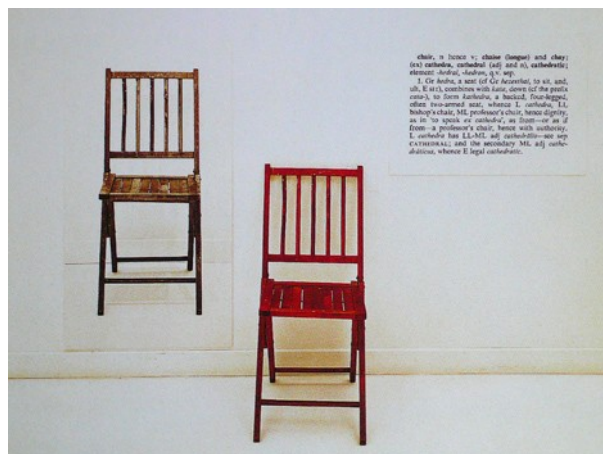 chair, n hence v; chaise (longue) and chay;
(ex) cathedra, cathedral (adj and n), cathedratic;
element -hedral, -hedron, q.v. sep.
1. Gr hedra, a seat (cf Gr hezesthai, to sit, and,
ult, E SIT), combines with kata, down (cf the prefix
cata-), to form kathedra, a backed, four-legged,
often two-armed seat, whence L cathedra, LL
bishop's chair, ML professor's chair, hence dignity,
as in 'to speak ex cathedra', as from—or as if
from—a professor's chair, hence with authority.
L cathedra has LL-ML adj cathedrālis—see sep
CATHEDRAL; and the secondary ML adj cathe-
drāticus, whence E legal cathedratic.